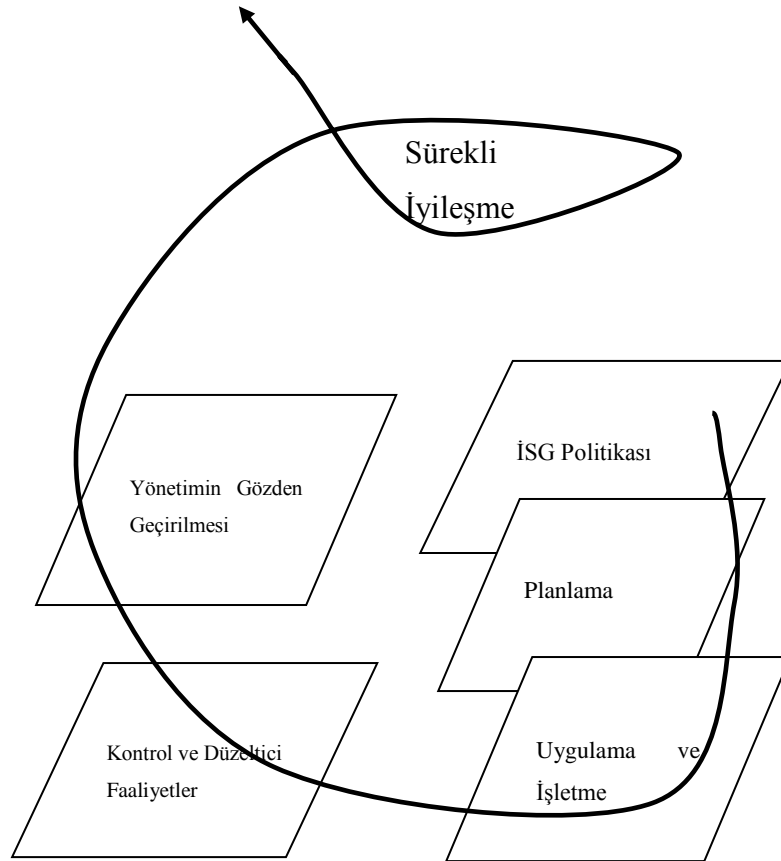 Sürekli
İyileşme
İSG Politikası
Yönetimin Gözden
Geçirilmesi
Planlama
Kontrol ve Düzeltici
Faaliyetler
Uygulama ve
İşletme